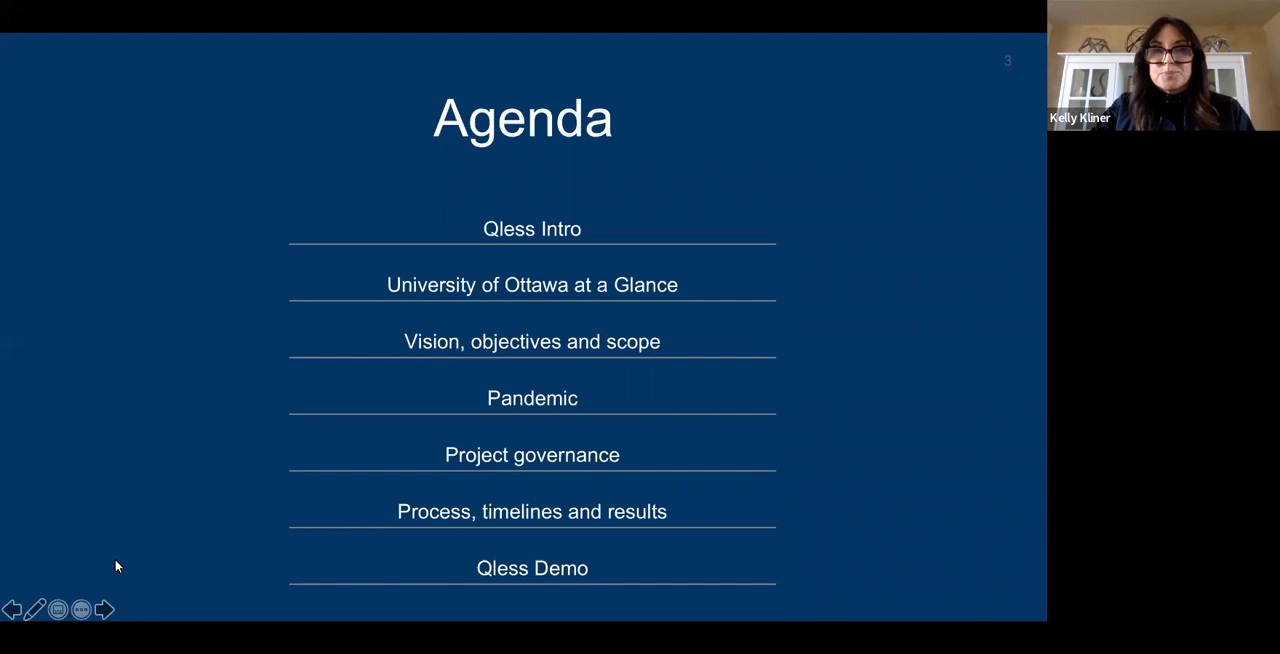 3
Agenda
Qless Intro
University of Ottawa at a Glance
Vision, objectives and scope
Pandemic
Project governance
Process, timelines and results
Qless Demo
Kelly Kliner